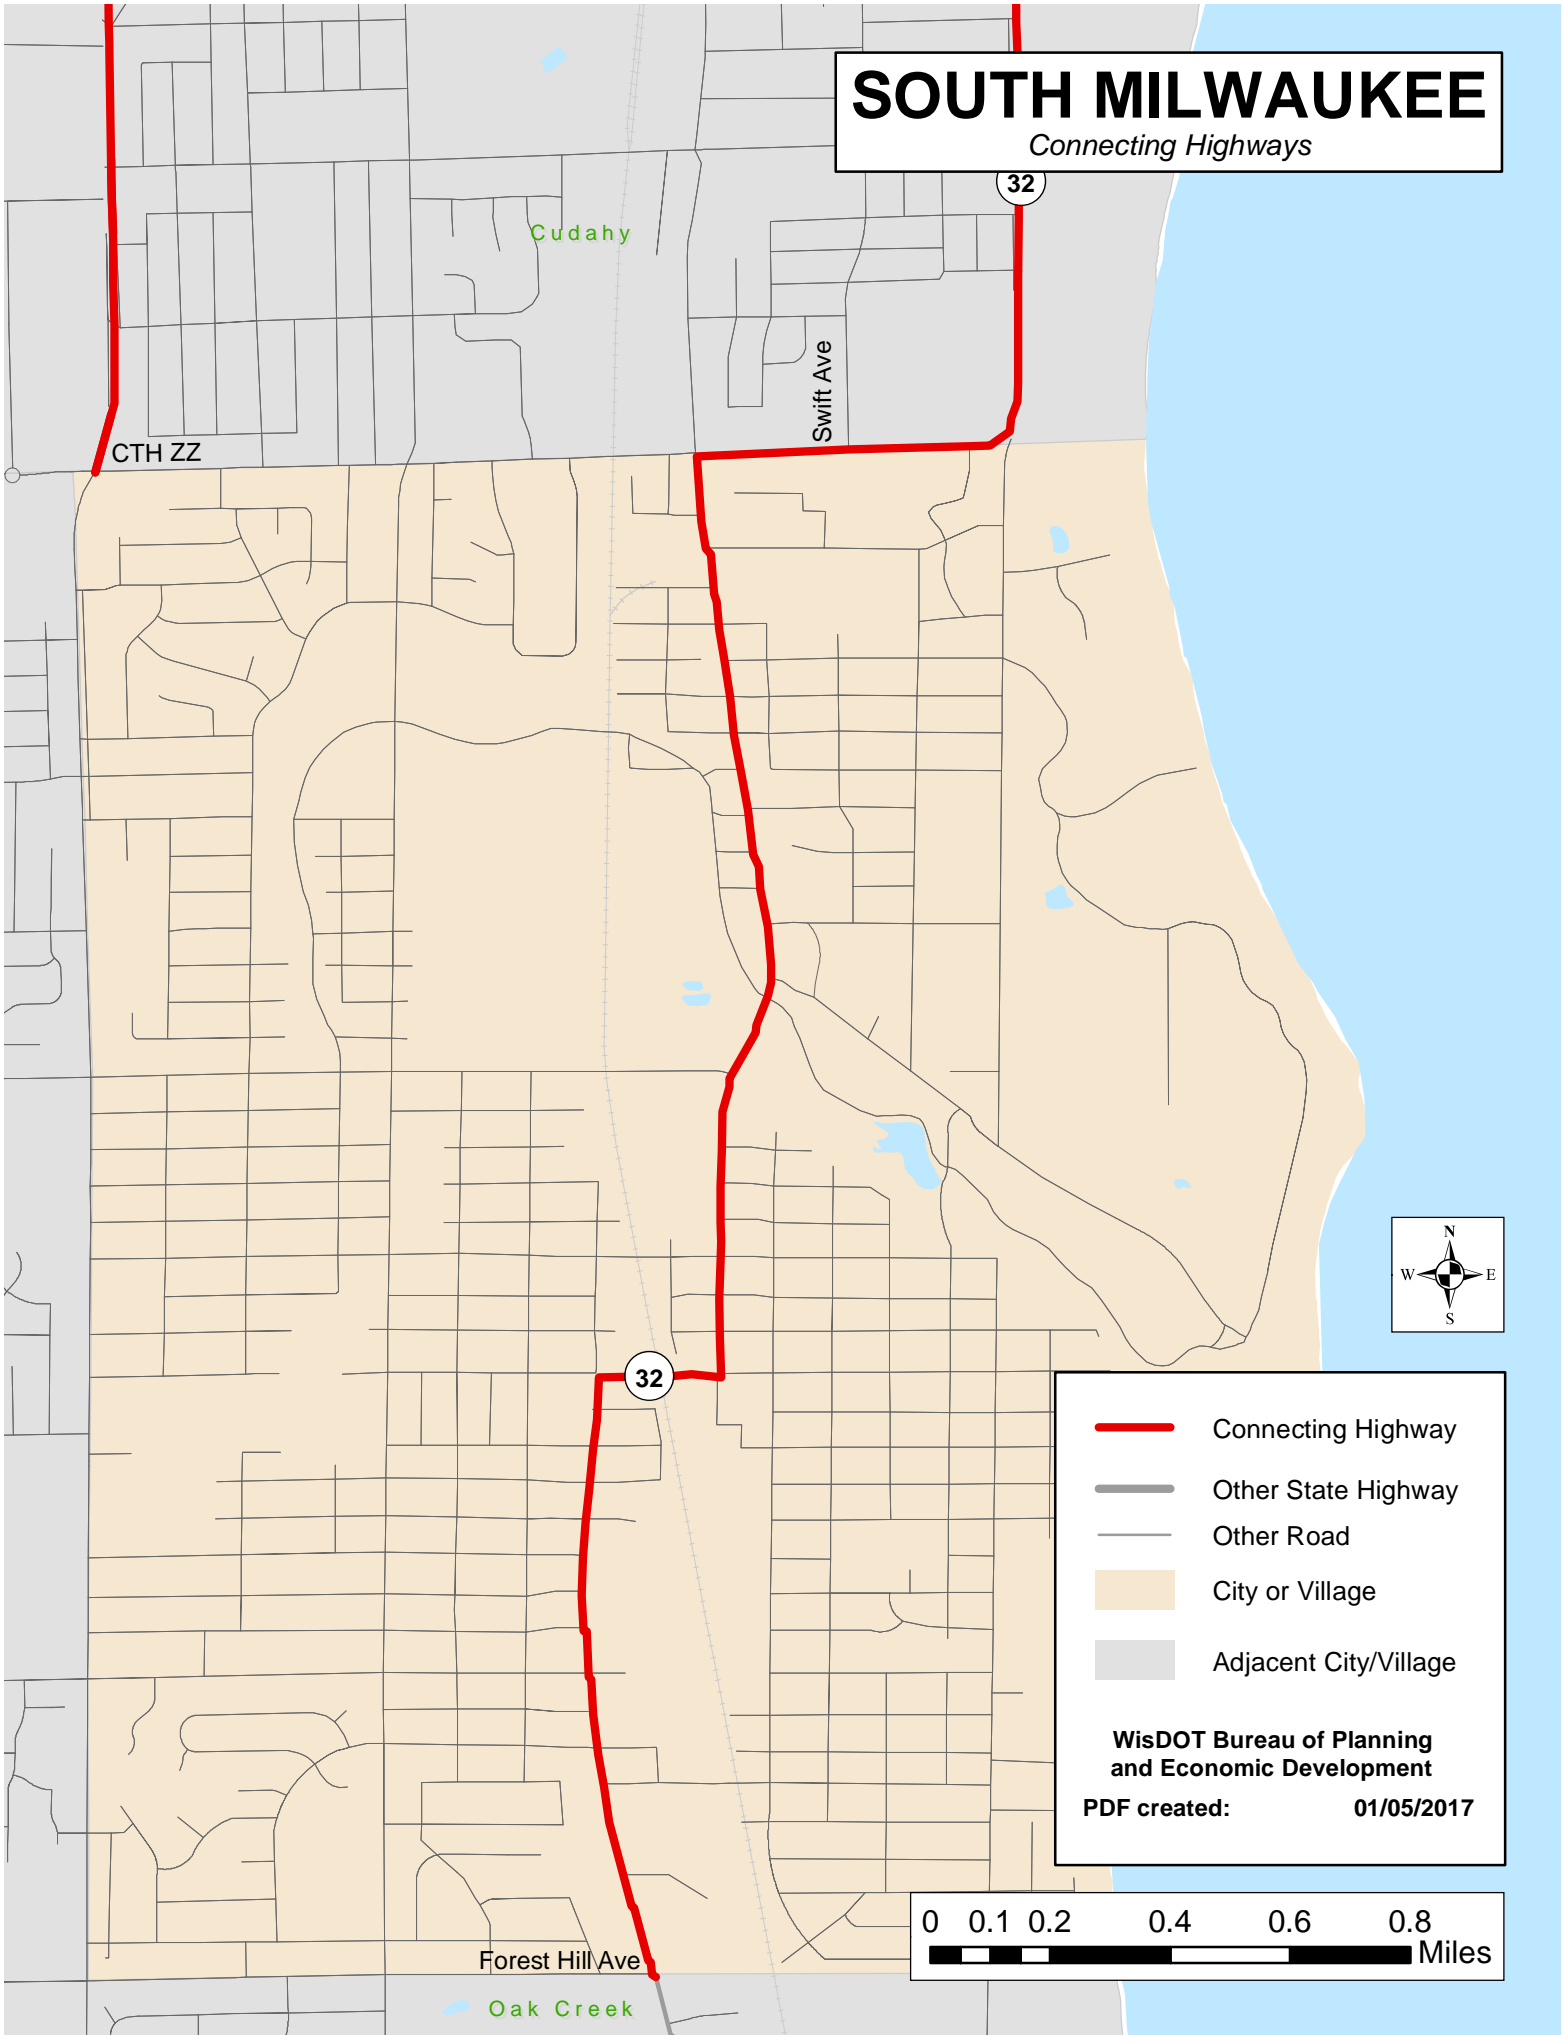 SOUTH MILWAUKEE
Connecting Highways
32
Cudahy
Swift Ave
CTH ZZ
N
W E
S
32
Connecting Highway
Other State Highway
Other Road
City or Village
Adjacent City/Village
WisDOT Bureau of Planning
and Economic Development
PDF created: 01/05/2017
0 0.1 0.2 0.4 0.6 0.8
Miles
Forest Hill Ave
Oak Creek